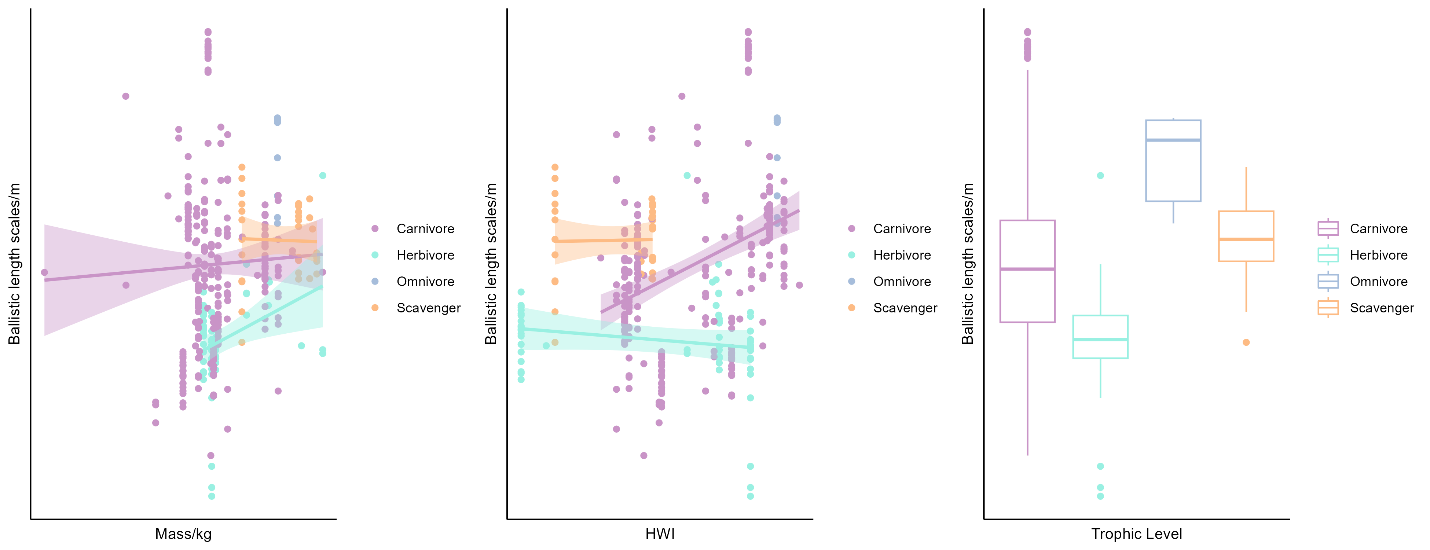 Ballistic length scales/m
Mass/kg
Carnivore
Herbivore
Omnivore
Scavenger
Ballistic length scales/m
HWI
Carnivore
Herbivore
Omnivore
Scavenger
Ballistic length scales/m
Trophic Level
Carnivore
Herbivore
Omnivore
Scavenger